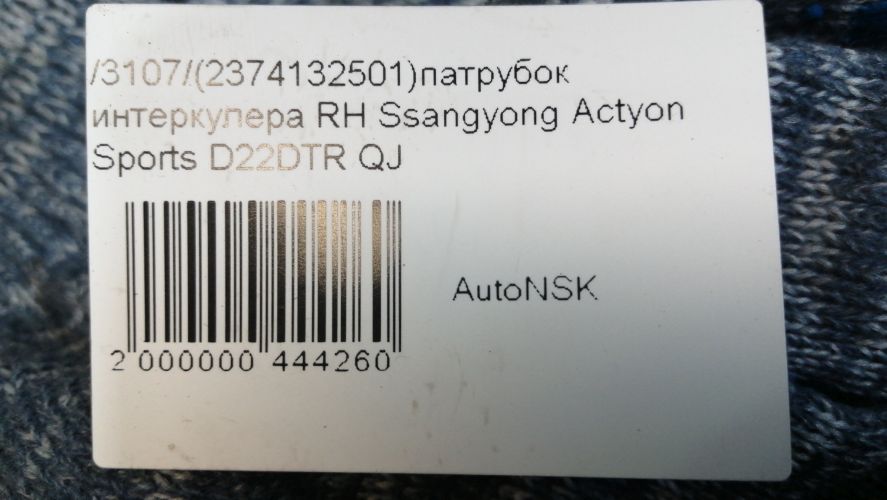 /3107/(2374132501)патрубок
интеркулера RH Ssangyong Actyon
Sports D22DTR QJ
AutoNSK
2 000000 444260